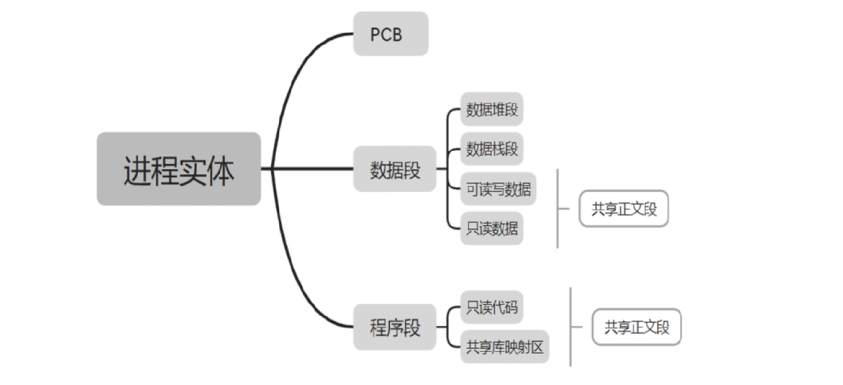 进程实体
PCB
数据段
数据堆段
数据栈段
可读写数据
只读数据
共享正文段
程序段
只读代码
共享库映射区
共享正文段